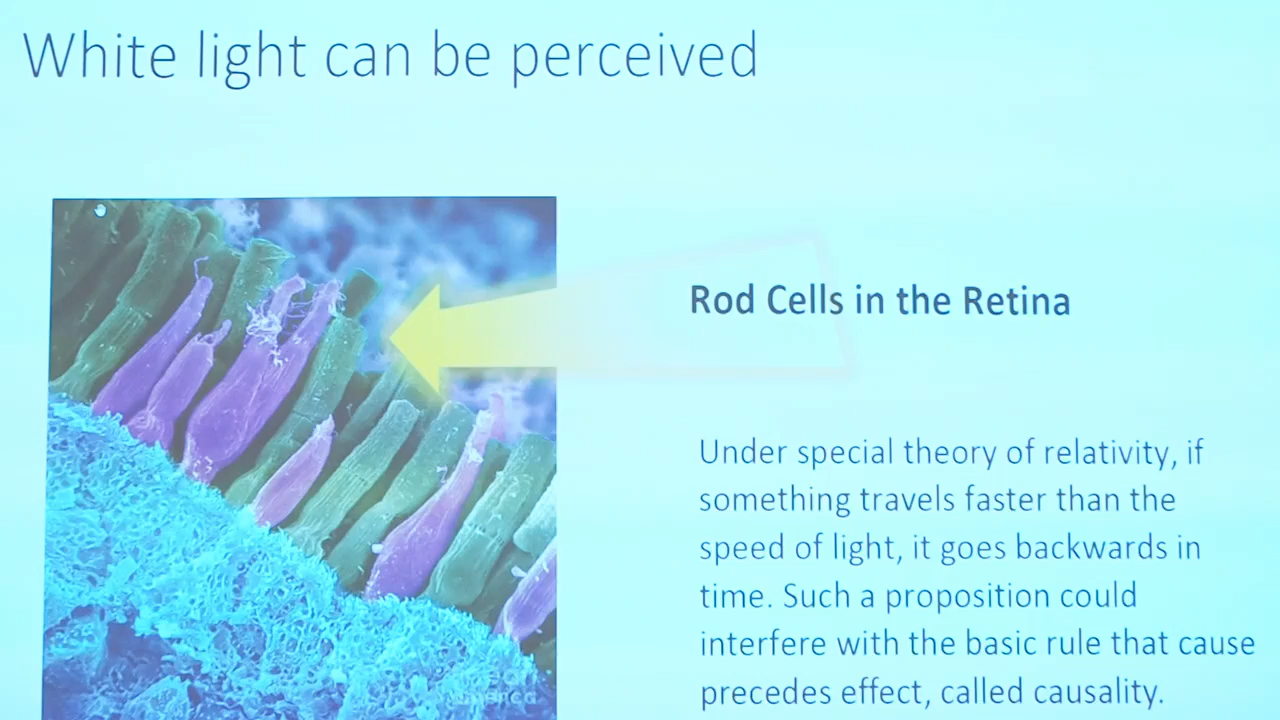 White light can be perceived
Rod Cells in the Retina
Under special theory of relativity, if
something travels faster than the
speed of light, it goes backwards in
time. Such a proposition could
interfere with the basic rule that cause
precedes effect, called causality.